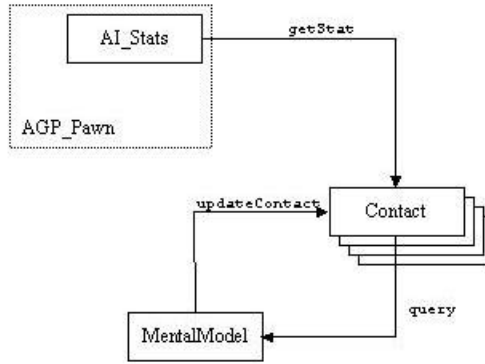 AI_Stats
getStat
AGP_Pawn
updateContact
Contact
query
MentalModel